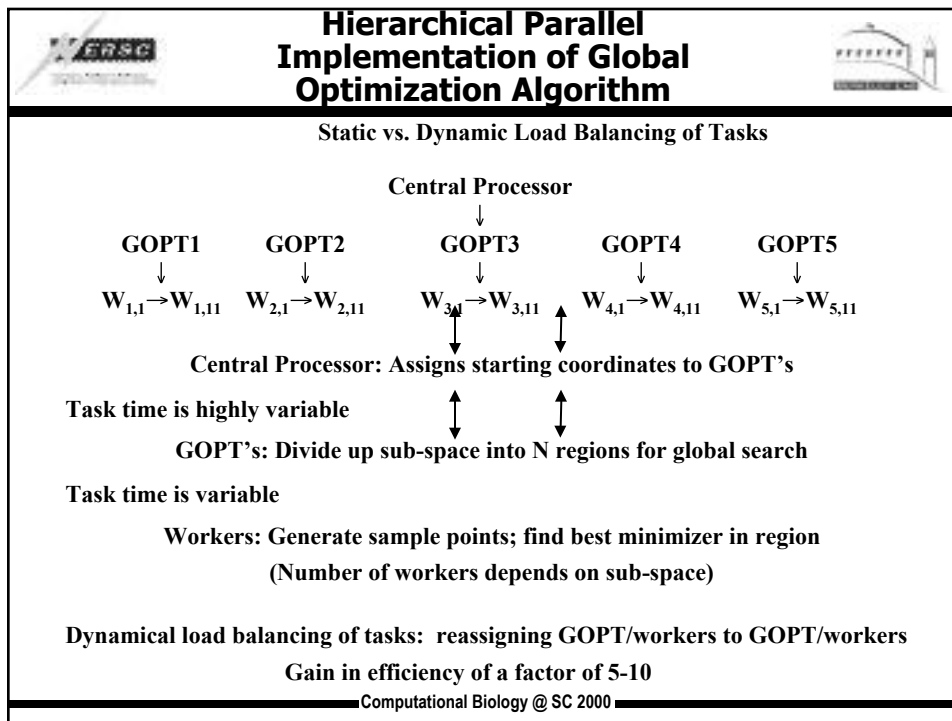 Hierarchical Parallel
Implementation of Global
Optimization Algorithm
NERSC
Static vs. Dynamic Load Balancing of Tasks
Central Processor
↓
GOPT1 GOPT2 GOPT3 GOPT4 GOPT5
↓ ↓ ↓ ↓ ↓
W1,1→W1,11 W2,1→W2,11 W3,1→W3,11 W4,1→W4,11 W5,1→W5,11
Central Processor: Assigns starting coordinates to GOPT's
Task time is highly variable
GOPT's: Divide up sub-space into N regions for global search
Task time is variable
Workers: Generate sample points; find best minimizer in region
(Number of workers depends on sub-space)
Dynamical load balancing of tasks: reassigning GOPT/workers to GOPT/workers
Gain in efficiency of a factor of 5-10
Computational Biology @ SC 2000